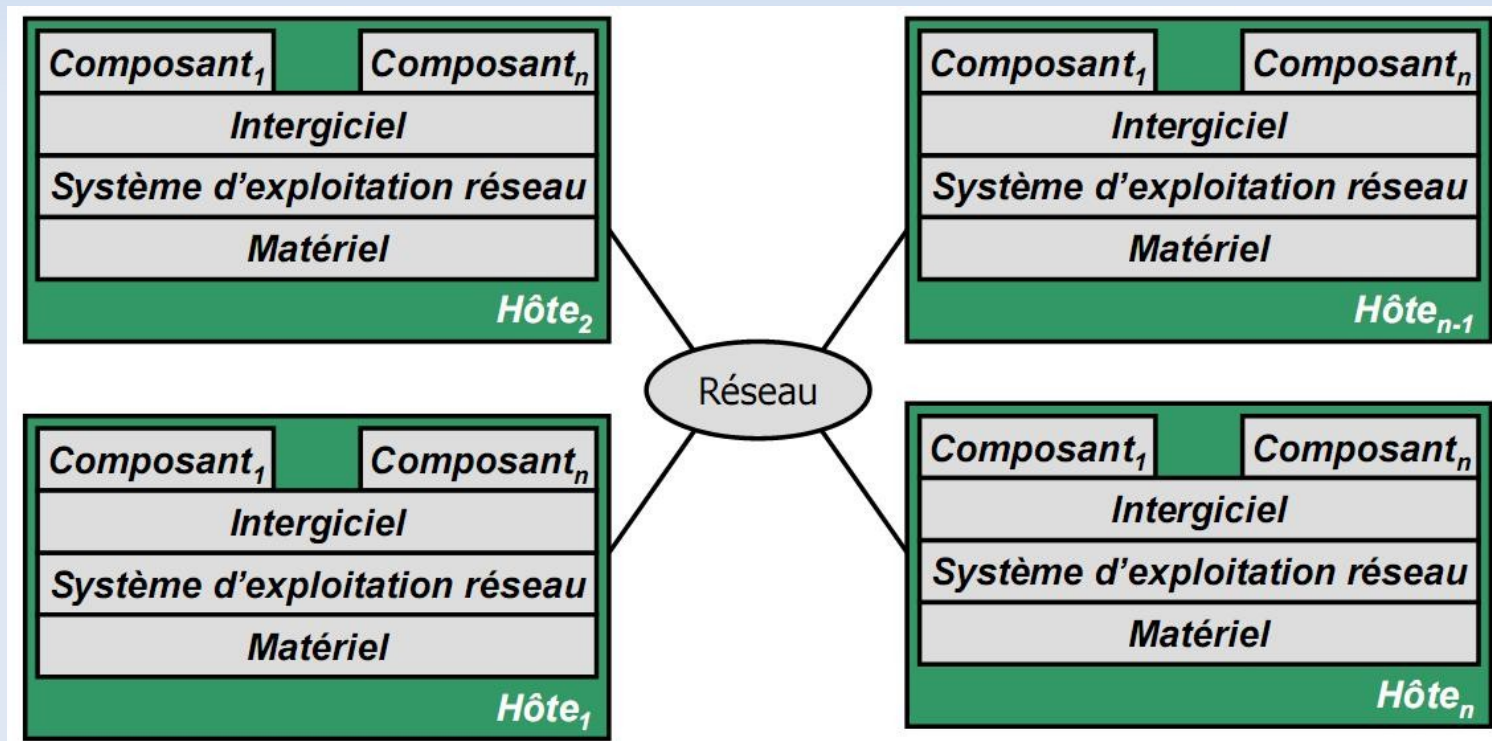 Composant₁ Composantₙ
Intergiciel
Système d’exploitation réseau
Matériel
Hôte₂
Composant₁ Composantₙ
Intergiciel
Système d’exploitation réseau
Matériel
Hôteₙ₋₁
Réseau
Composant₁ Composantₙ
Intergiciel
Système d’exploitation réseau
Matériel
Hôte₁
Composant₁ Composantₙ
Intergiciel
Système d’exploitation réseau
Matériel
Hôteₙ